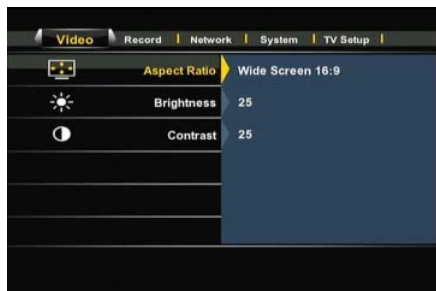 Video Record Network System TV Setup
Aspect Ratio Wide Screen 16:9
Brightness 25
Contrast 25